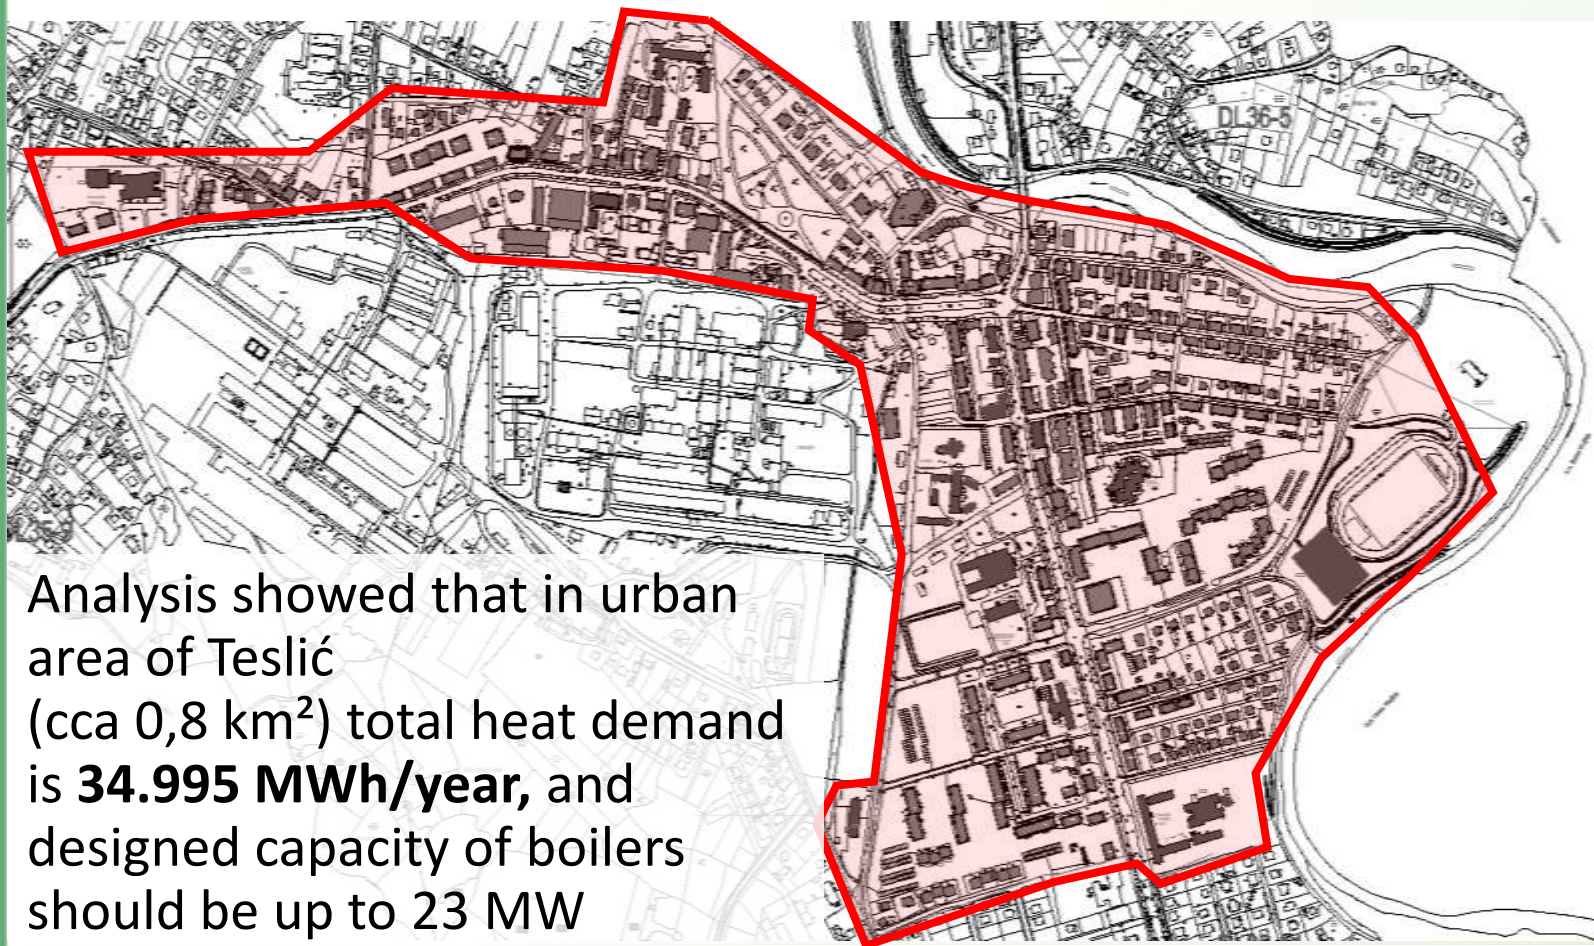 DL36-5
Analysis showed that in urban
area of Teslić
(cca 0,8 km²) total heat demand
is 34.995 MWh/year, and
designed capacity of boilers
should be up to 23 MW